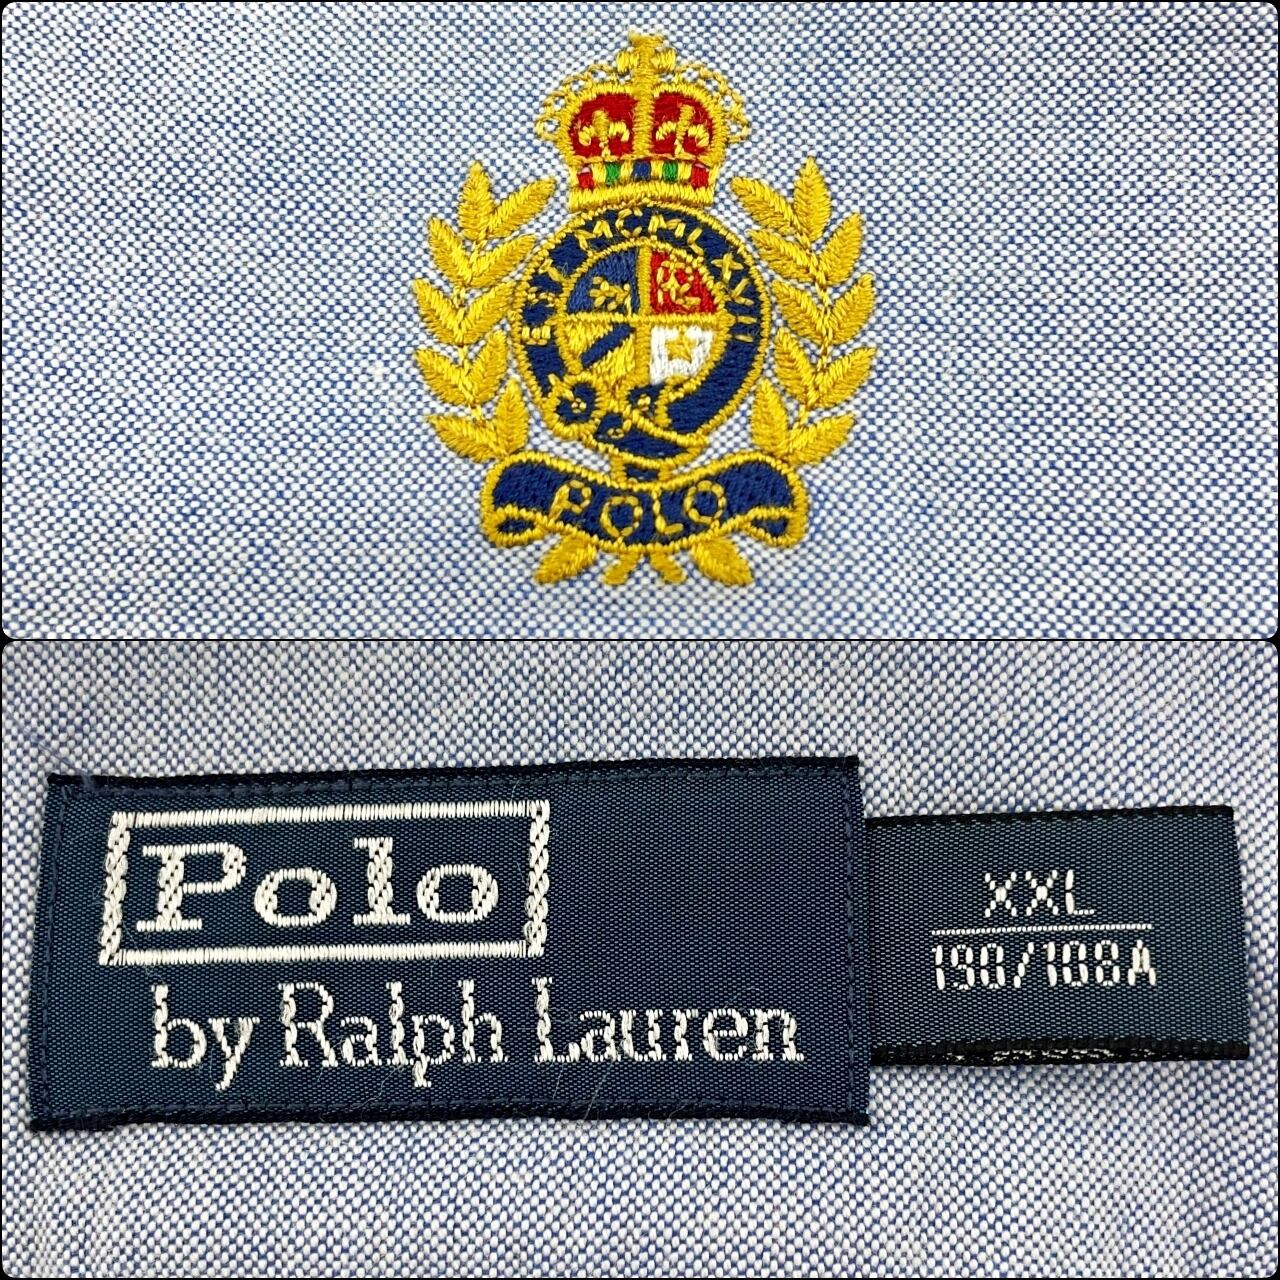 EST. MCMLXVII
POLO
Polo
by Ralph Lauren
XXL
190/108A